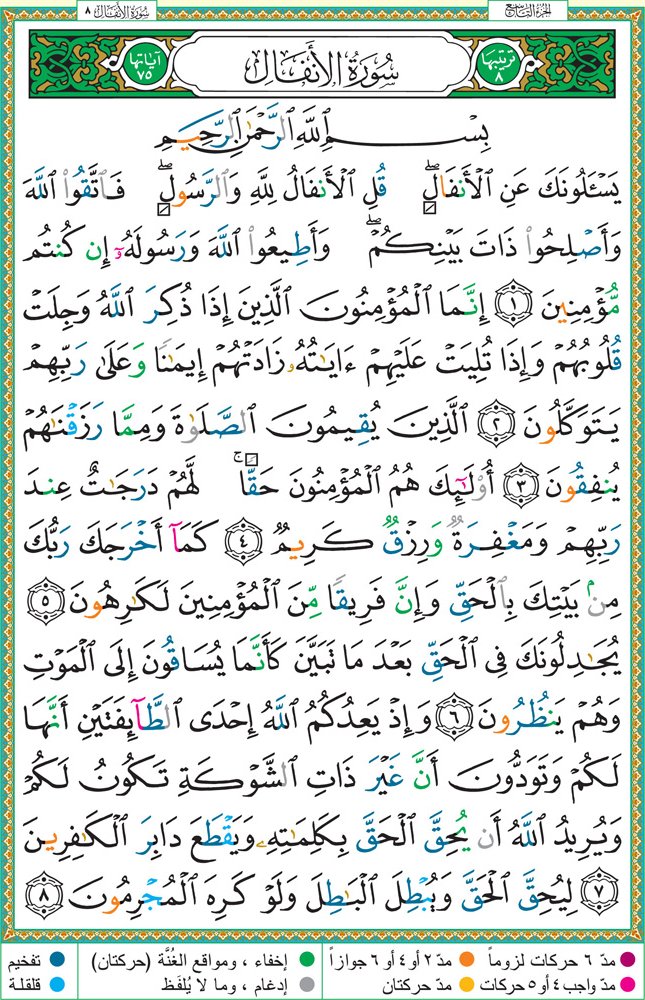 الجزء التاسع سورة الأنفال ٨
ترتيبها ٨ سُورَةُ الأَنفَالِ آياتها ٧٥
بِسْمِ ٱللَّهِ ٱلرَّحْمَٰنِ ٱلرَّحِيمِ
يَسْـَٔلُونَكَ عَنِ ٱلْأَنفَالِ ۖ قُلِ ٱلْأَنفَالُ لِلَّهِ وَٱلرَّسُولِ ۖ فَٱتَّقُوا۟ ٱللَّهَ
وَأَصْلِحُوا۟ ذَاتَ بَيْنِكُمْ ۖ وَأَطِيعُوا۟ ٱللَّهَ وَرَسُولَهُۥٓ إِن كُنتُم
مُّؤْمِنِينَ ١ إِنَّمَا ٱلْمُؤْمِنُونَ ٱلَّذِينَ إِذَا ذُكِرَ ٱللَّهُ وَجِلَتْ
قُلُوبُهُمْ وَإِذَا تُلِيَتْ عَلَيْهِمْ ءَايَٰتُهُۥ زَادَتْهُمْ إِيمَٰنًا وَعَلَىٰ رَبِّهِمْ
يَتَوَكَّلُونَ ٢ ٱلَّذِينَ يُقِيمُونَ ٱلصَّلَوٰةَ وَمِمَّا رَزَقْنَٰهُمْ
يُنفِقُونَ ٣ أُو۟لَٰٓئِكَ هُمُ ٱلْمُؤْمِنُونَ حَقًّا ۚ لَّهُمْ دَرَجَٰتٌ عِندَ
رَبِّهِمْ وَمَغْفِرَةٌ وَرِزْقٌ كَرِيمٌ ٤ كَمَآ أَخْرَجَكَ رَبُّكَ
مِنۢ بَيْتِكَ بِٱلْحَقِّ وَإِنَّ فَرِيقًا مِّنَ ٱلْمُؤْمِنِينَ لَكَٰرِهُونَ ٥
يُجَٰدِلُونَكَ فِى ٱلْحَقِّ بَعْدَ مَا تَبَيَّنَ كَأَنَّمَا يُسَاقُونَ إِلَى ٱلْمَوْتِ
وَهُمْ يَنظُرُونَ ٦ وَإِذْ يَعِدُكُمُ ٱللَّهُ إِحْدَى ٱلطَّآئِفَتَيْنِ أَنَّهَا
لَكُمْ وَتَوَدُّونَ أَنَّ غَيْرَ ذَاتِ ٱلشَّوْكَةِ تَكُونُ لَكُمْ
وَيُرِيدُ ٱللَّهُ أَن يُحِقَّ ٱلْحَقَّ بِكَلِمَٰتِهِۦ وَيَقْطَعَ دَابِرَ ٱلْكَٰفِرِينَ
٧ لِيُحِقَّ ٱلْحَقَّ وَيُبْطِلَ ٱلْبَٰطِلَ وَلَوْ كَرِهَ ٱلْمُجْرِمُونَ ٨
مدّ ٦ حركات لزوماً مدّ ٢ أو ٤ أو ٦ جوازاً إخفاء ، ومواقع الغُنَّة (حركتان) تفخيم
مدّ واجب ٤ أو ٥ حركات مدّ حركتان إدغام ، وما لا يُلفَظ قلقلة